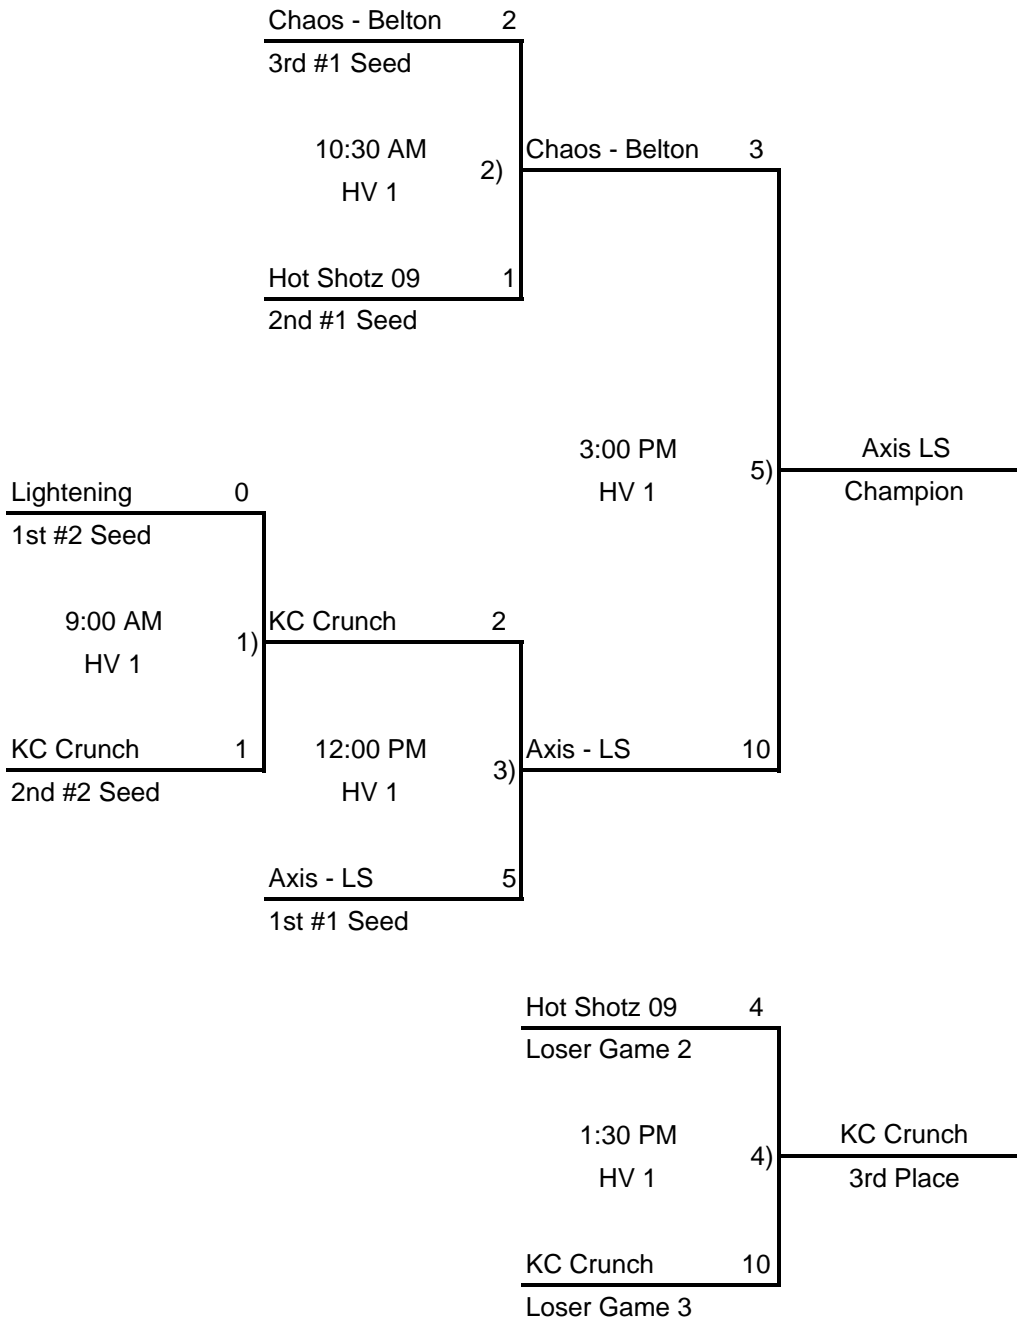 Chaos - Belton 2
3rd #1 Seed
10:30 AM
HV 1
2)
Chaos - Belton 3
Hot Shotz 09 1
2nd #1 Seed
3:00 PM
HV 1
5)
Axis LS
Champion
Lightening 0
1st #2 Seed
9:00 AM
HV 1
1)
KC Crunch 2
KC Crunch 1
2nd #2 Seed
12:00 PM
HV 1
3)
Axis - LS 10
Axis - LS 5
1st #1 Seed
Hot Shotz 09 4
Loser Game 2
1:30 PM
HV 1
4)
KC Crunch
3rd Place
KC Crunch 10
Loser Game 3